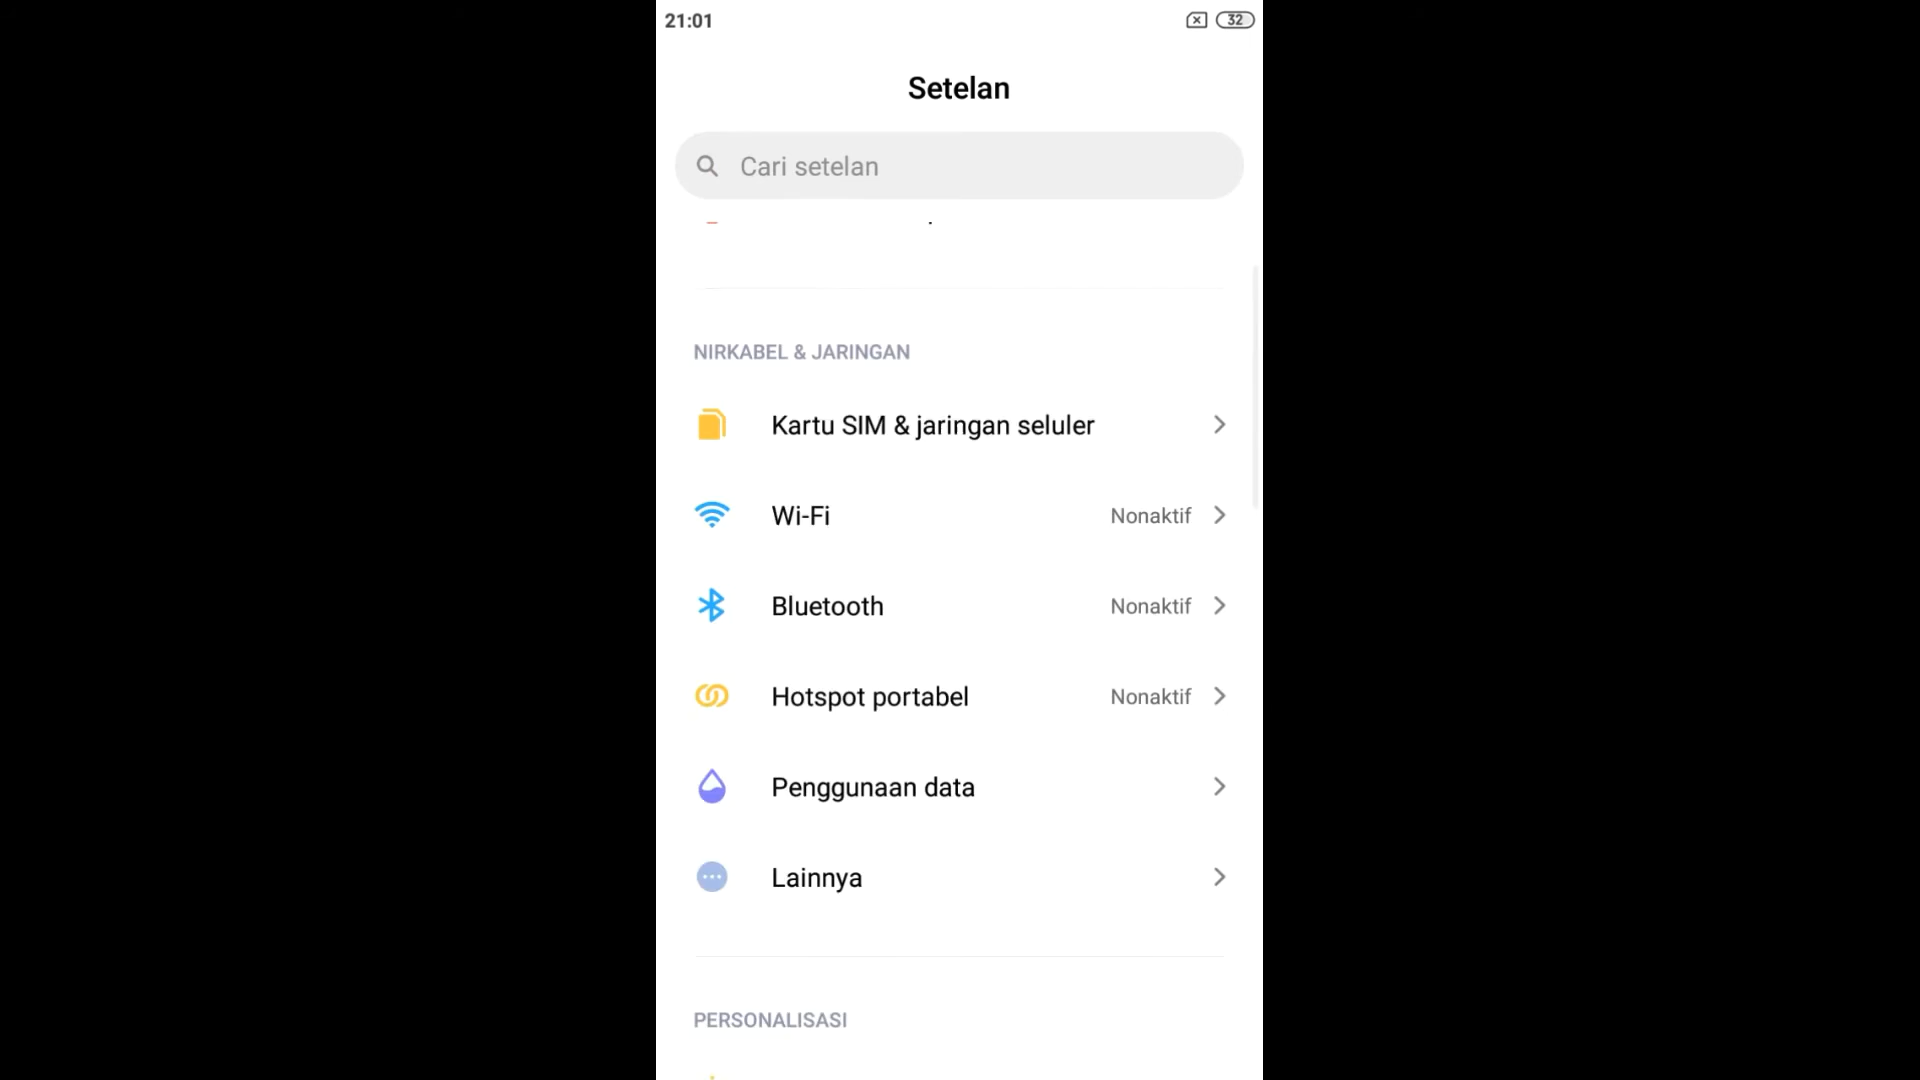 21:01
32
Setelan
Cari setelan
NIRKABEL & JARINGAN
Kartu SIM & jaringan seluler
Wi-Fi
Nonaktif
Bluetooth
Nonaktif
Hotspot portabel
Nonaktif
Penggunaan data
Lainnya
PERSONALISASI